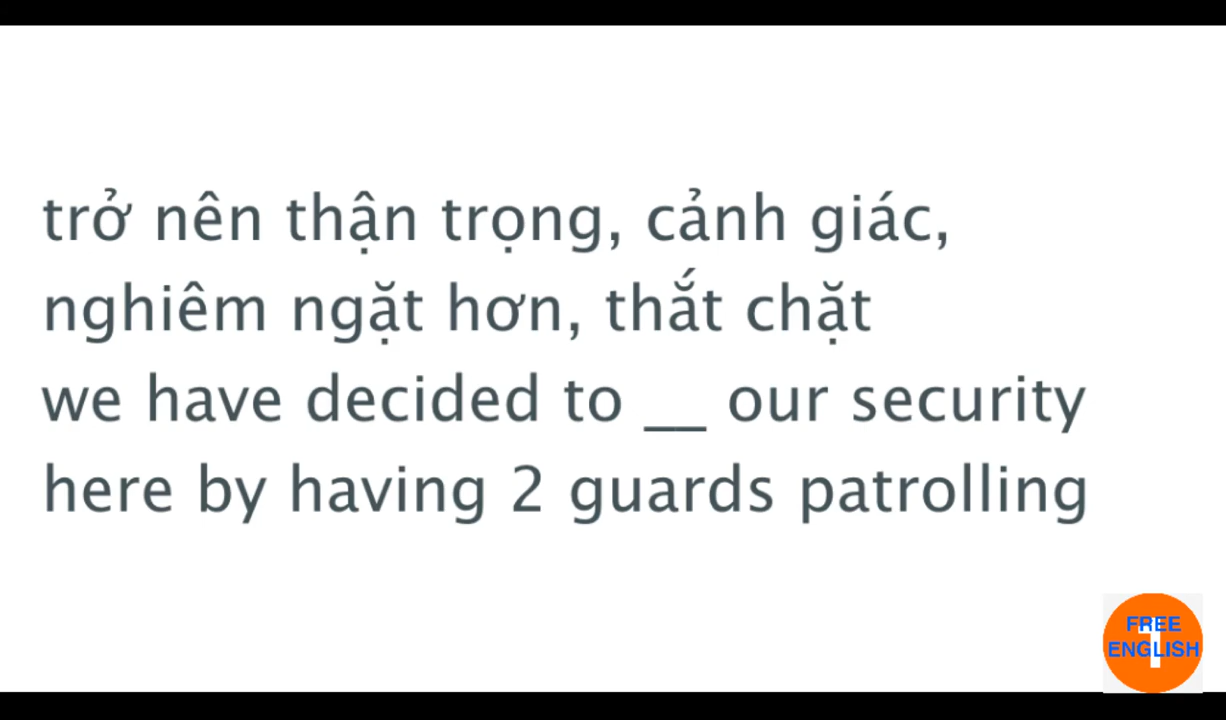 trở nên thận trọng, cảnh giác,
nghiêm ngặt hơn, thắt chặt
we have decided to __ our security
here by having 2 guards patrolling
FREE
1
ENGLISH